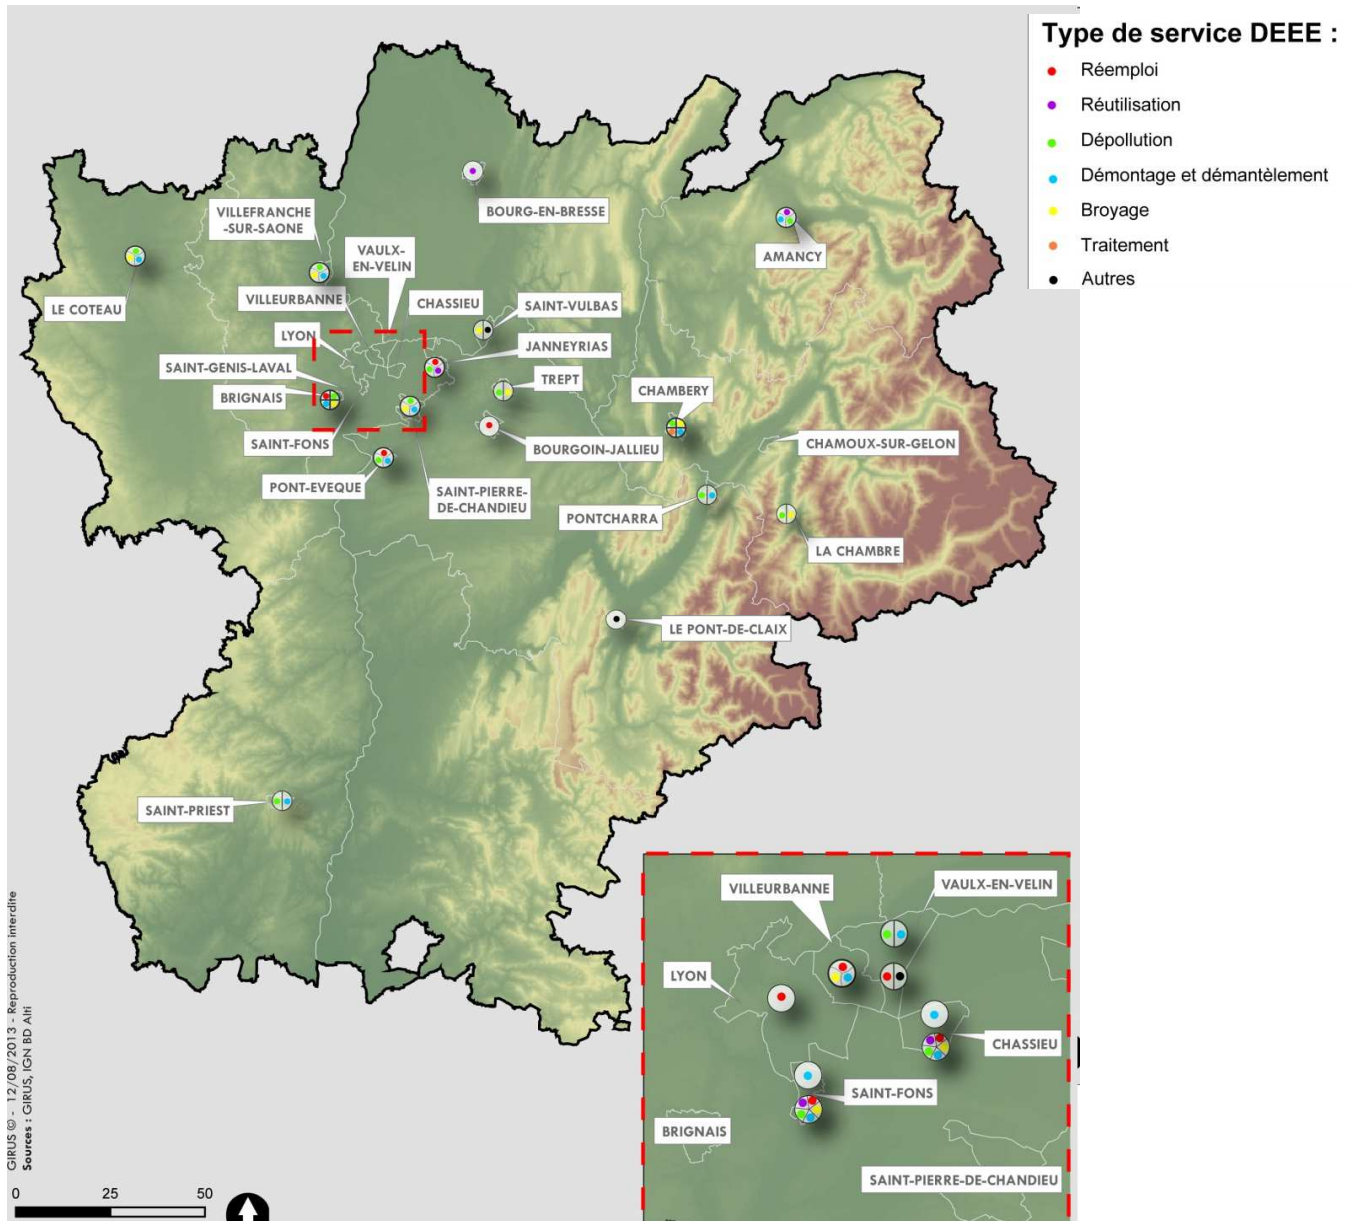 Type de service DEEE :
Réemploi
Réutilisation
Dépollution
Démontage et démantèlement
Broyage
Traitement
Autres
BOURG-EN-BRESSE
VILLEFRANCHE
-SUR-SAONE
VAULX-
EN-VELIN
AMANCY
LE COTEAU
VILLEURBANNE
CHASSIEU
SAINT-VULBAS
LYON
JANNEYRIAS
SAINT-GENIS-LAVAL
TREPT
BRIGNAIS
CHAMBERY
SAINT-FONS
BOURGOIN-JALLIEU
CHAMOUX-SUR-GELON
PONT-EVEQUE
SAINT-PIERRE-
DE-CHANDIEU
PONTCHARRA
LA CHAMBRE
LE PONT-DE-CLAIX
SAINT-PRIEST
VILLEURBANNE
VAULX-EN-VELIN
LYON
CHASSIEU
SAINT-FONS
BRIGNAIS
SAINT-PIERRE-DE-CHANDIEU
GIRUS © - 12/08/2013 - Reproduction interdite
Sources : GIRUS, IGN BD Alti
0 25 50